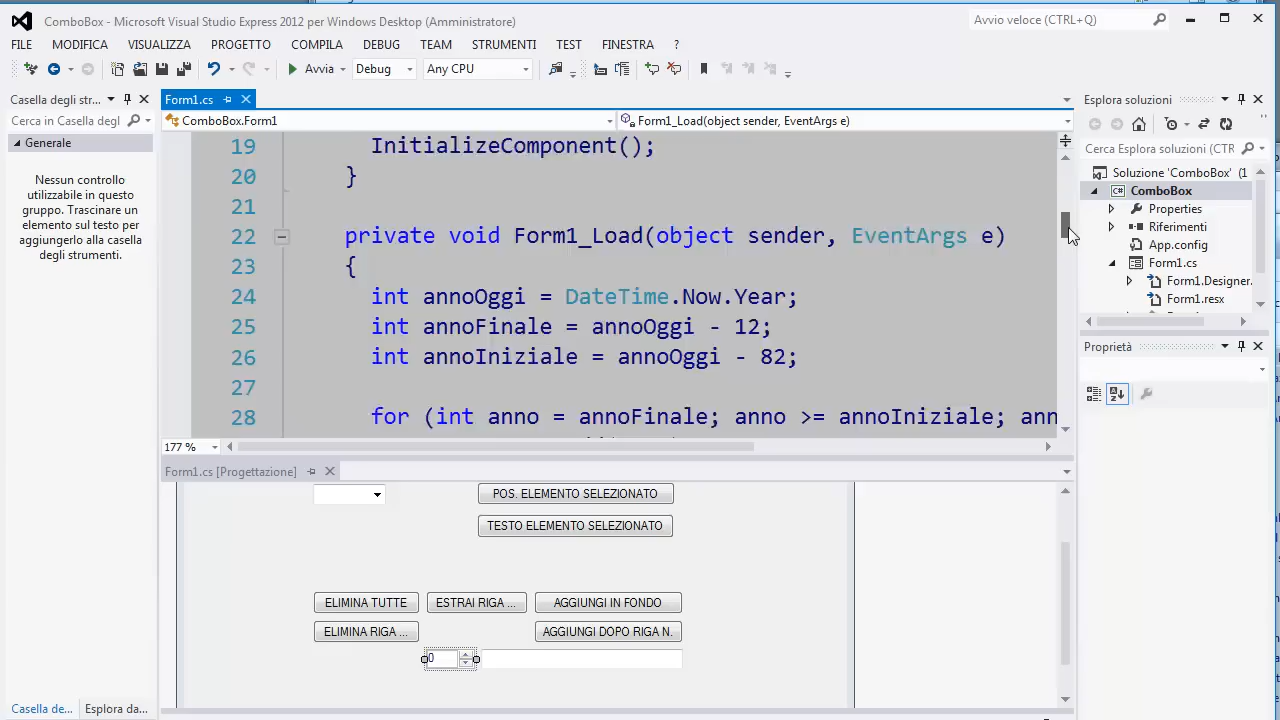 ComboBox - Microsoft Visual Studio Express 2012 per Windows Desktop (Amministratore)
Avvio veloce (CTRL+Q)
FILE MODIFICA VISUALIZZA PROGETTO COMPILA DEBUG TEAM STRUMENTI TEST FINESTRA ?
Avvia Debug Any CPU
Casella degli str...
Cerca in Casella degl
Generale
Nessun controllo
utilizzabile in questo
gruppo. Trascinare un
elemento sul testo per
aggiungerlo alla casella
degli strumenti.
Casella de... Esplora da...
Form1.cs
ComboBox.Form1
Form1_Load(object sender, EventArgs e)
19 InitializeComponent();
20 }
21
22 private void Form1_Load(object sender, EventArgs e)
23 {
24 int annoOggi = DateTime.Now.Year;
25 int annoFinale = annoOggi - 12;
26 int annoIniziale = annoOggi - 82;
27
28 for (int anno = annoFinale; anno >= annoIniziale; ann
177 %
Form1.cs [Progettazione]
POS. ELEMENTO SELEZIONATO
TESTO ELEMENTO SELEZIONATO
ELIMINA TUTTE ESTRAI RIGA ... AGGIUNGI IN FONDO
ELIMINA RIGA ... AGGIUNGI DOPO RIGA N.
0
Esplora soluzioni
Cerca Esplora soluzioni (CTR
Soluzione 'ComboBox' (1
ComboBox
Properties
Riferimenti
App.config
Form1.cs
Form1.Designer.
Form1.resx
Proprietà